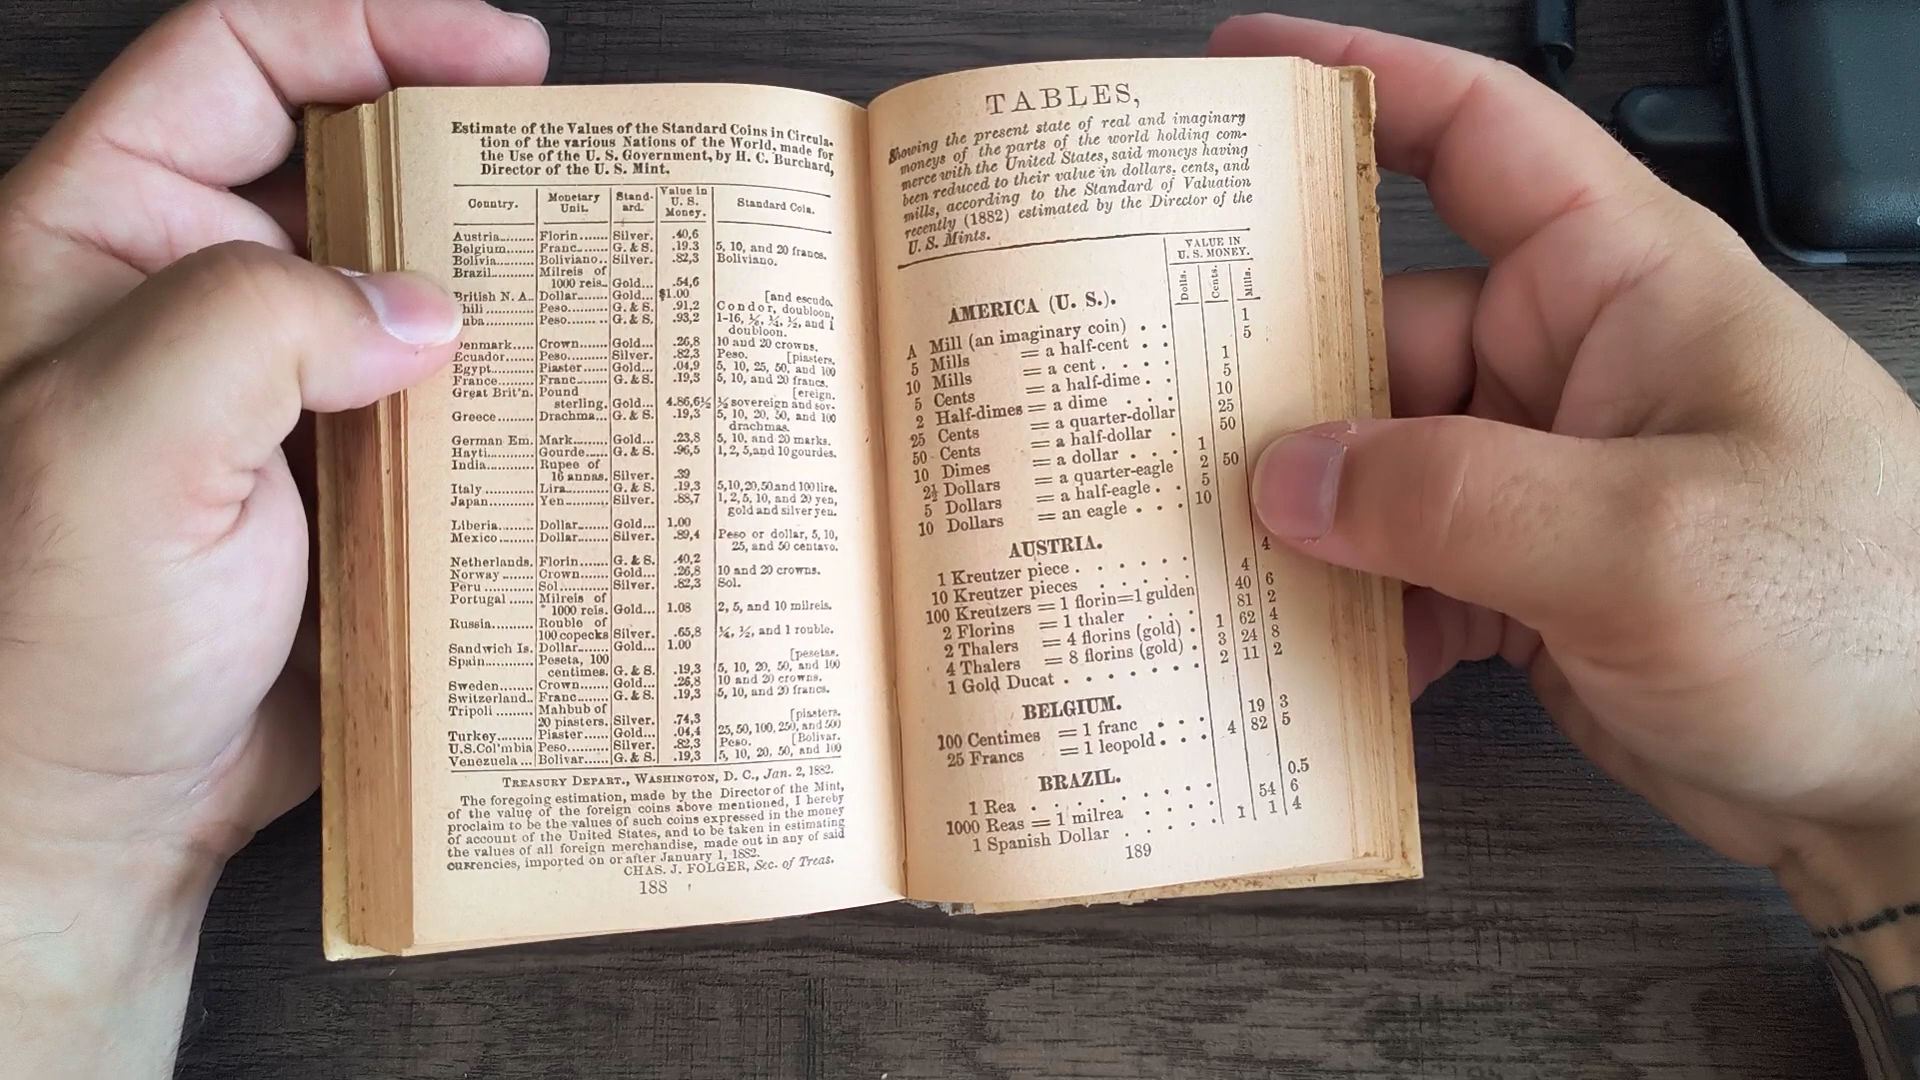 Estimate of the Values of the Standard Coins in Circula-
tion of the various Nations of the World, made for
the Use of the U. S. Government, by H. C. Burchard,
Director of the U. S. Mint.
Country. Monetary Unit. Stand-ard. Value in U. S. Money. Standard Coin.
Austria......... Florin....... Silver. .40,6
Belgium......... Franc....... G. & S. .19.3 5, 10, and 20 francs.
Bolivia......... Boliviano.. Silver. .82,3 Boliviano.
Brazil.......... Milreis of
1000 reis.. Gold... .54,6
British N. A.. Dollar....... Gold... $1.00 [and escudo.
hili....... Peso........ G. & S. .91,2 Condor, doubloon,
uba........ Peso........ G. & S. .93,2 1-16, ⅛, ¼, ½, and 1
doubloon.
Denmark...... Crown....... Gold... .26,8 10 and 20 crowns.
Ecuador....... Peso........ Silver. .82,3 Peso. [piasters.
Egypt.......... Piaster...... Gold... .04,9 5, 10, 25, 50, and 100
France......... Franc....... G. & S. .19,3 5, 10, and 20 francs.
Great Brit'n. Pound [ereign.
sterling. Gold... 4.86,6½ ½ sovereign and sov-
Greece......... Drachma... G. & S. .19,3 5, 10, 20, 50, and 100
drachmas.
German Em. Mark........ Gold... .23,8 5, 10, and 20 marks.
Hayti........... Gourde...... G. & S. .96,5 1, 2, 5, and 10 gourdes.
India........... Rupee of
16 annas. Silver. .39
Italy............ Lira......... G. & S. .19,3 5, 10, 20, 50 and 100 lire.
Japan........... Yen.......... Silver. .88,7 1, 2, 5, 10, and 20 yen,
gold and silver yen.
Liberia......... Dollar....... Gold... 1.00
Mexico......... Dollar....... Silver. .89,4 Peso or dollar, 5, 10,
25, and 50 centavo.
Netherlands. Florin...... G. & S. .40,2
Norway........ Crown....... Gold... .26,8 10 and 20 crowns.
Peru............ Sol........... Silver. .82,3 Sol.
Portugal ..... Milreis of
1000 reis. Gold... 1.08 2, 5, and 10 milreis.
Russia.......... Rouble of
100 copecks Silver. .65,8 ¼, ½, and 1 rouble.
Sandwich Is. Dollar....... Gold... 1.00
Spain........... Peseta, 100 [pesetas.
centimes. G. & S. .19,3 5, 10, 20, 50, and 100
Sweden........ Crown....... Gold... .26,8 10 and 20 crowns.
Switzerland.. Franc....... G. & S. .19,3 5, 10, and 20 francs.
Tripoli ......... Mahbub of
20 piasters. Silver. .74,3 [piasters.
Turkey......... Piaster...... Gold... .04,4 25, 50, 100, 250, and 500
U.S.Col'mbia Peso........ Silver. .82,3 Peso. [Bolivar.
Venezuela ... Bolivar...... G. & S. .19,3 5, 10, 20, 50, and 100
TREASURY DEPART., WASHINGTON, D. C., Jan. 2, 1882.
The foregoing estimation, made by the Director of the Mint,
of the value of the foreign coins above mentioned, I hereby
proclaim to be the values of such coins expressed in the money
of account of the United States, and to be taken in estimating
the values of all foreign merchandise, made out in any of said
currencies, imported on or after January 1, 1882.
CHAS. J. FOLGER, Sec. of Treas.
188
TABLES,
Showing the present state of real and imaginary
moneys of the parts of the world holding com-
merce with the United States, said moneys having
been reduced to their value in dollars, cents, and
mills, according to the Standard of Valuation
recently (1882) estimated by the Director of the
U. S. Mints.
VALUE IN
U. S. MONEY.
Dolls. Cents. Mills.
AMERICA (U. S.).
A Mill (an imaginary coin) . . 1
5 Mills = a half-cent . . 5
10 Mills = a cent . . . . 1
5 Cents = a half-dime . . 5
2 Half-dimes = a dime . . . 10
25 Cents = a quarter-dollar 25
50 Cents = a half-dollar . 50
10 Dimes = a dollar . . . 1
2½ Dollars = a quarter-eagle 2 50
5 Dollars = a half-eagle . . 5
10 Dollars = an eagle . . . 10
AUSTRIA.
1 Kreutzer piece . . . . . . 4
10 Kreutzer pieces . . . . . 4
100 Kreutzers = 1 florin=1 gulden 40 6
2 Florins = 1 thaler . . . 81 2
2 Thalers = 4 florins (gold) . 1 62 4
4 Thalers = 8 florins (gold) . 3 24 8
1 Gold Ducat . . . . . . . 2 11 2
BELGIUM.
100 Centimes = 1 franc . . . 19 3
25 Francs = 1 leopold . . . 4 82 5
BRAZIL.
1 Rea . . . . . . . . . 0.5
1000 Reas = 1 milrea . . . . 54 6
1 Spanish Dollar . . . . . 1 1 4
189